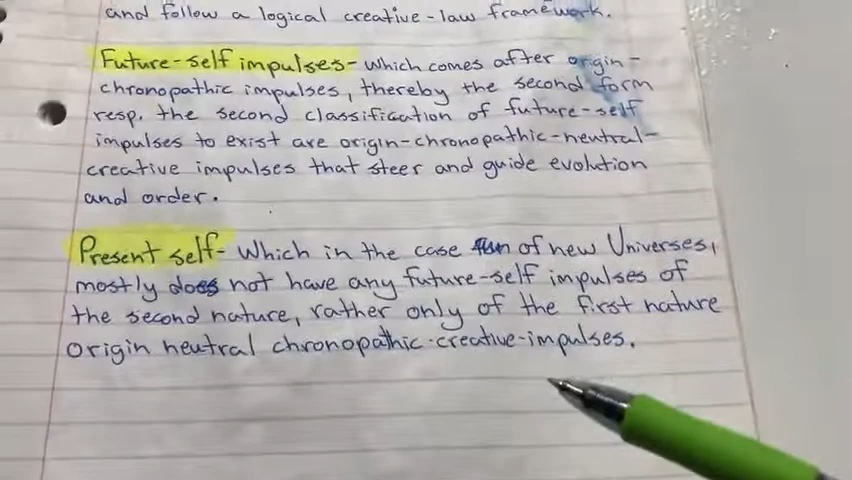 and follow a logical creative-law framework.
Future-self impulses- which comes after origin-
chronopathic impulses, thereby the second form
resp. the second classification of future-self
impulses to exist are origin-chronopathic-neutral-
creative impulses that steer and guide evolution
and order.
Present self- Which in the case of new Universes,
mostly does not have any future-self impulses of
the second nature, rather only of the first nature
origin neutral chronopathic-creative-impulses.